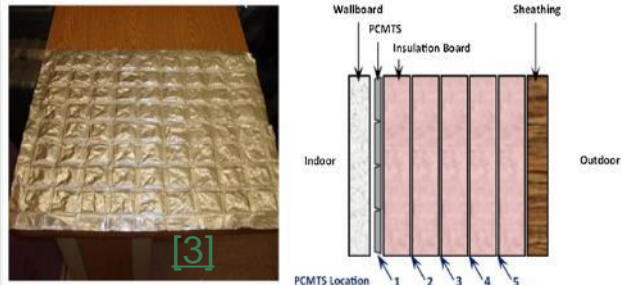 Wallboard
Sheathing
PCMTS
Insulation Board
Indoor
Outdoor
[3]
PCMTS Location 1 2 3 4 5